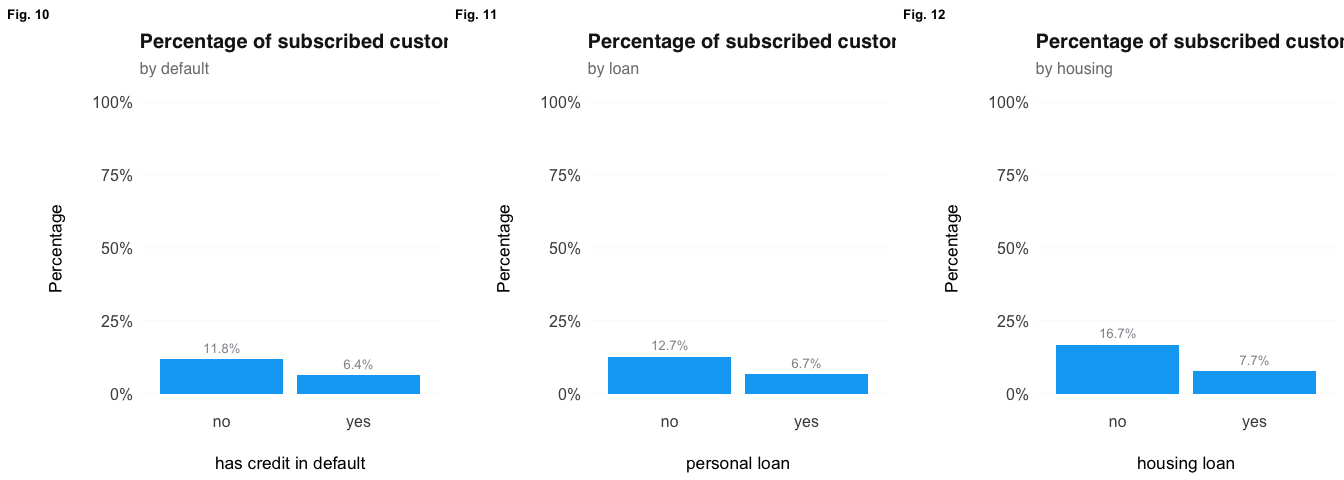 Fig. 10
Percentage of subscribed custor
by default
100%
75%
50%
25%
0%
Percentage
11.8%
6.4%
no
yes
has credit in default
Fig. 11
Percentage of subscribed custor
by loan
100%
75%
50%
25%
0%
Percentage
12.7%
6.7%
no
yes
personal loan
Fig. 12
Percentage of subscribed custor
by housing
100%
75%
50%
25%
0%
Percentage
16.7%
7.7%
no
yes
housing loan